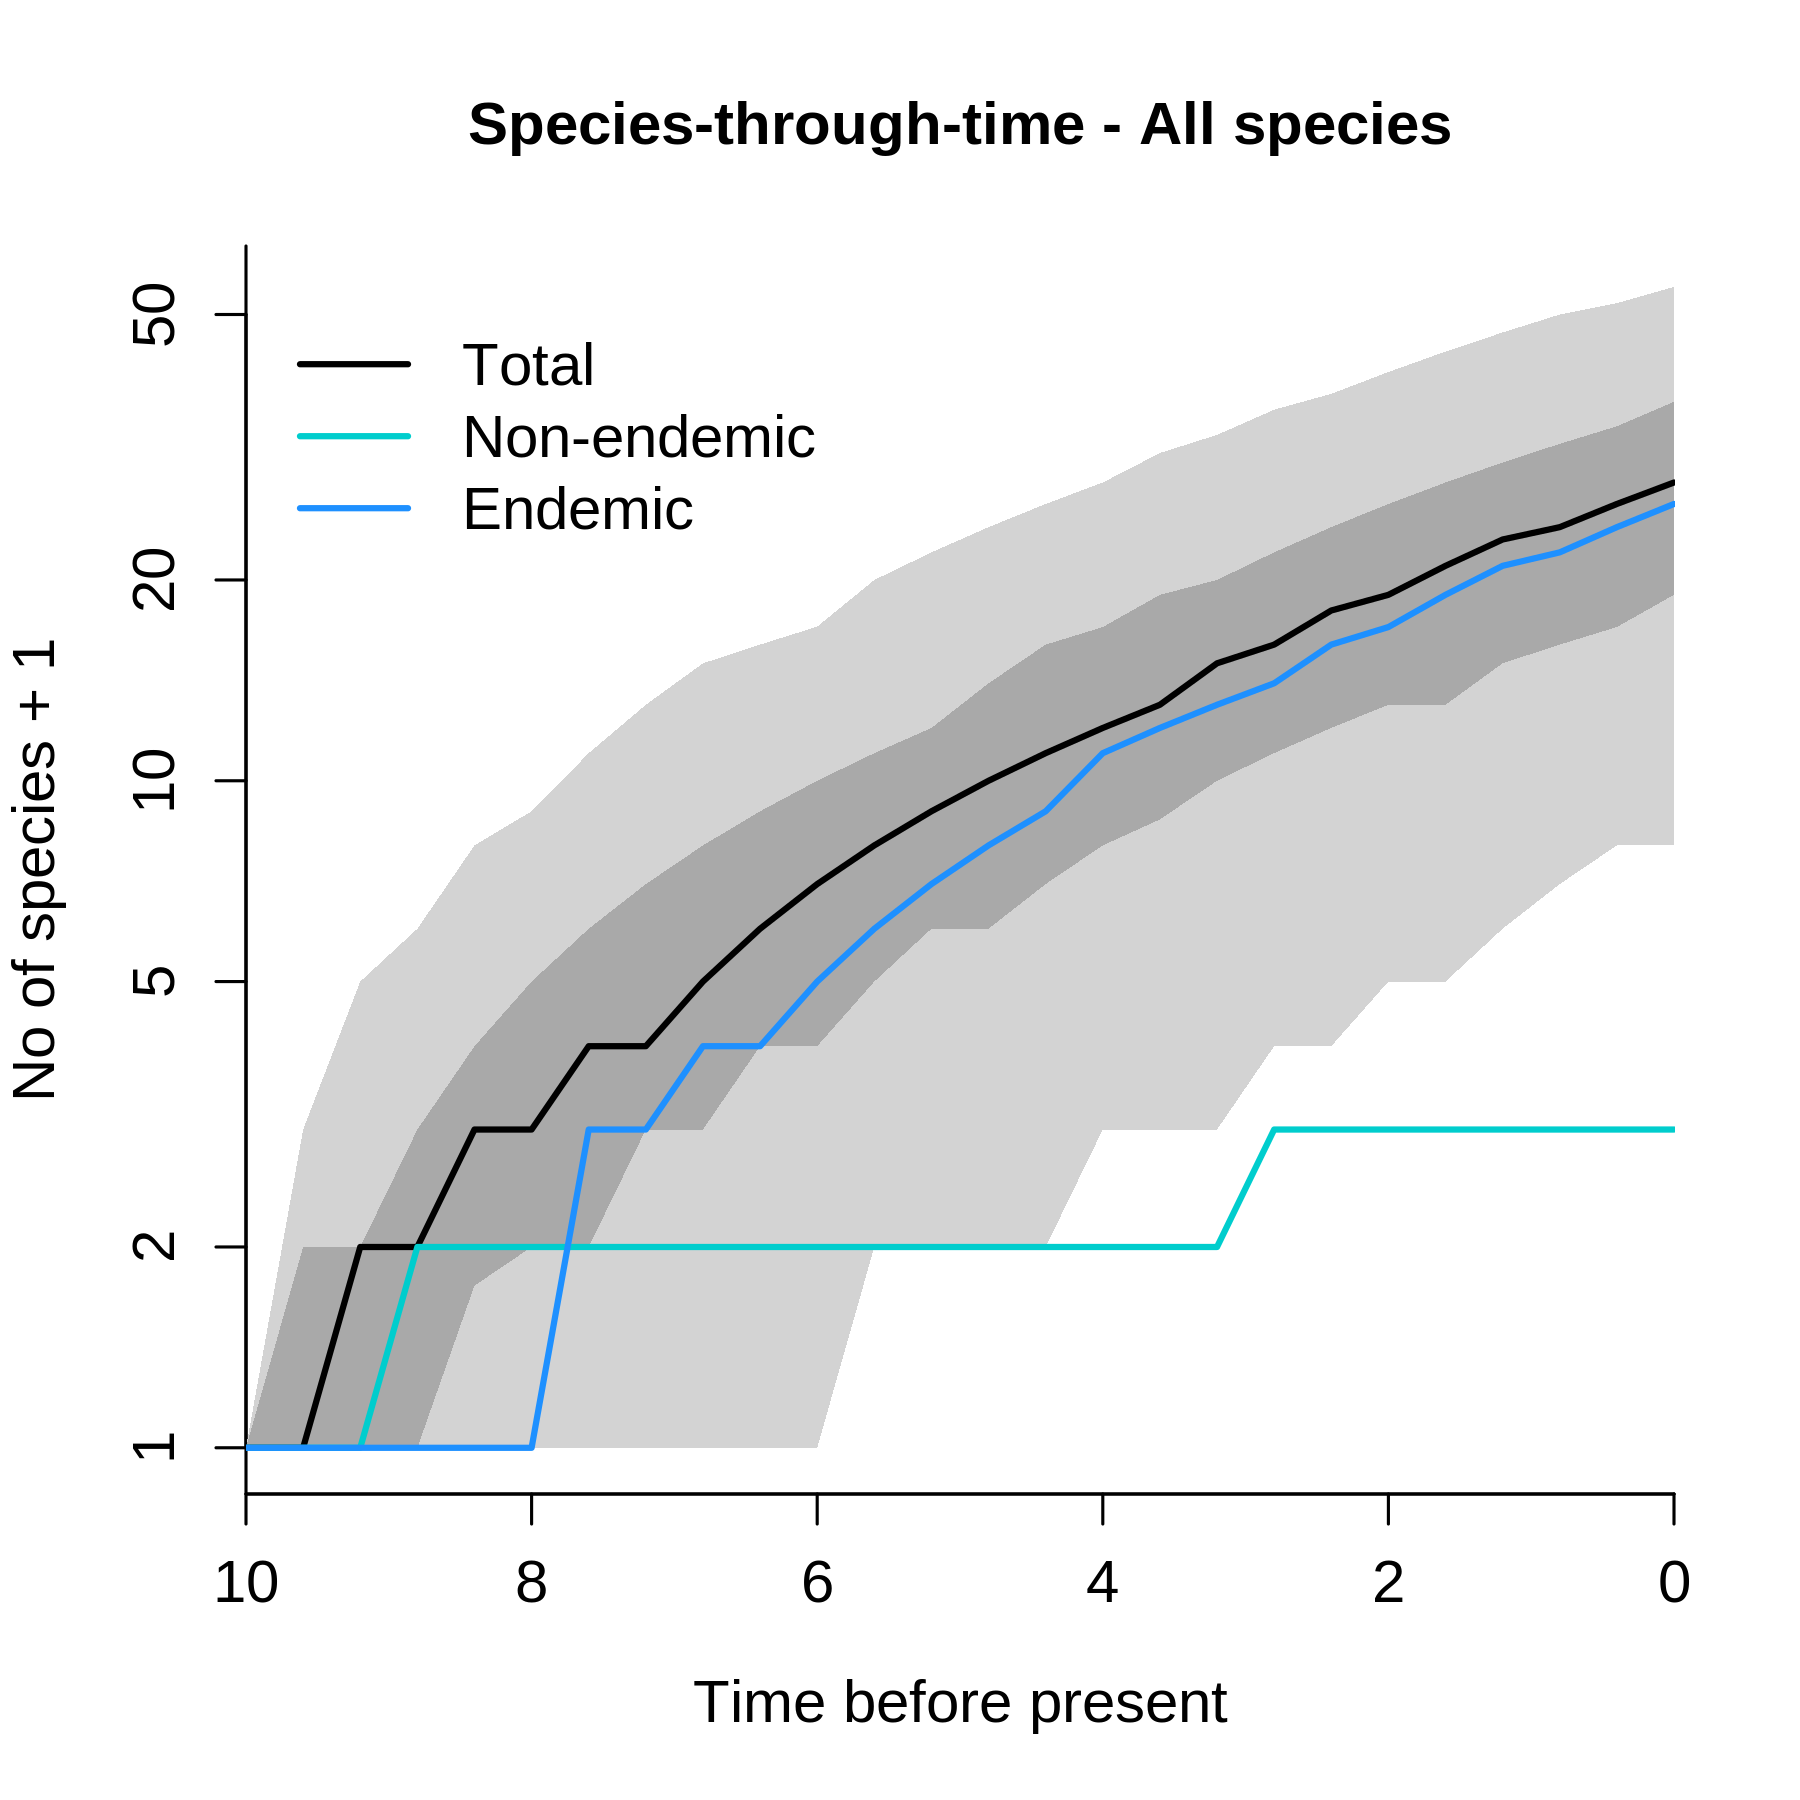 Species-through-time - All species
No of species + 1
50
20
10
5
2
1
Total
Non-endemic
Endemic
10 8 6 4 2 0
Time before present